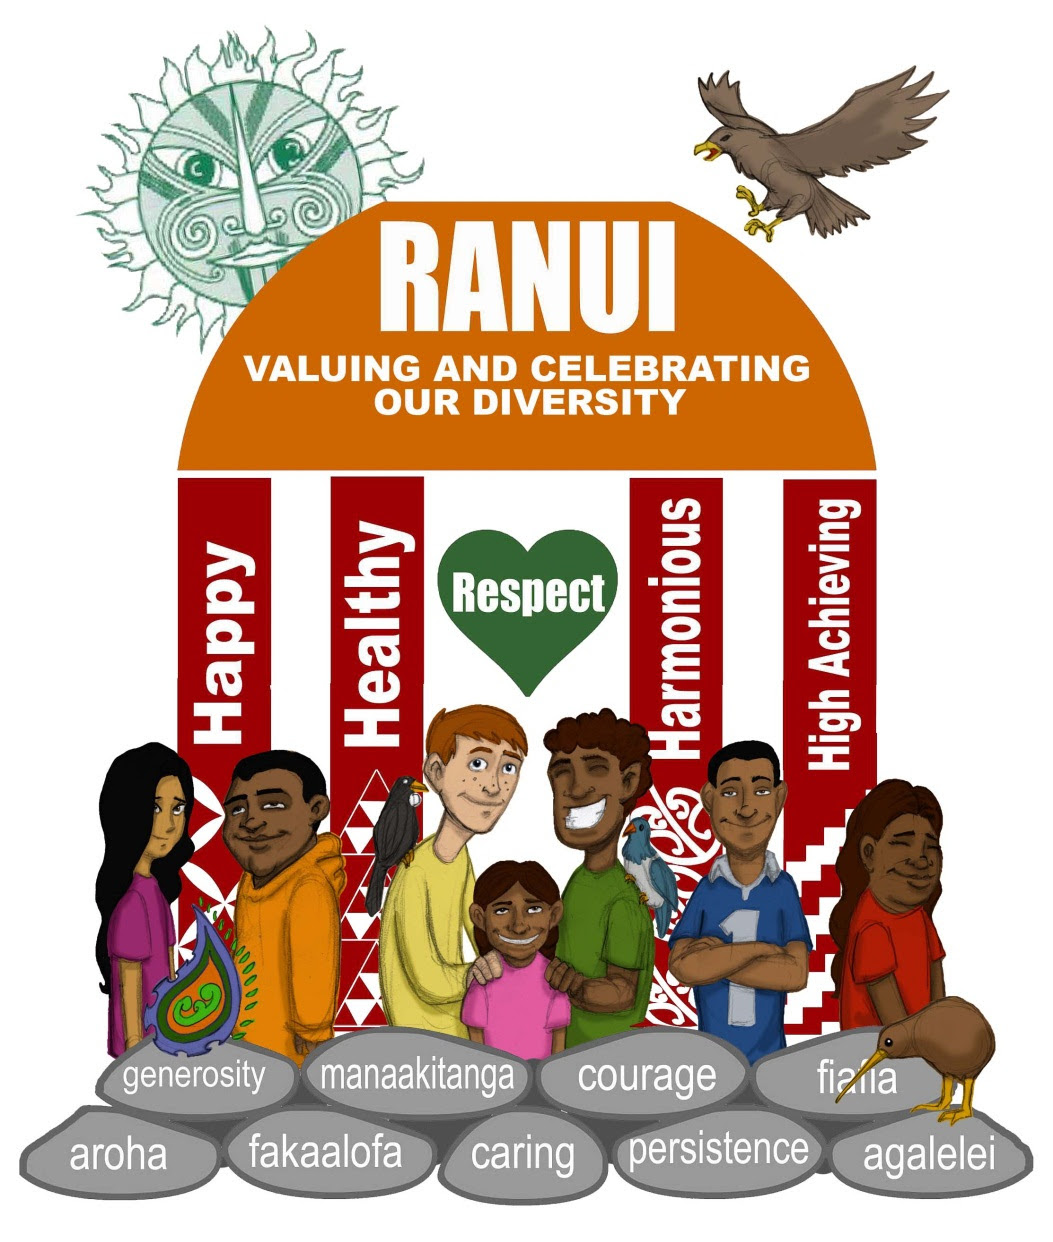 RANUI
VALUING AND CELEBRATING
OUR DIVERSITY
Happy
Healthy
Respect
Harmonious
High Achieving
1
generosity
manaakitanga
courage
fiafia
aroha
fakaalofa
caring
persistence
agalelei